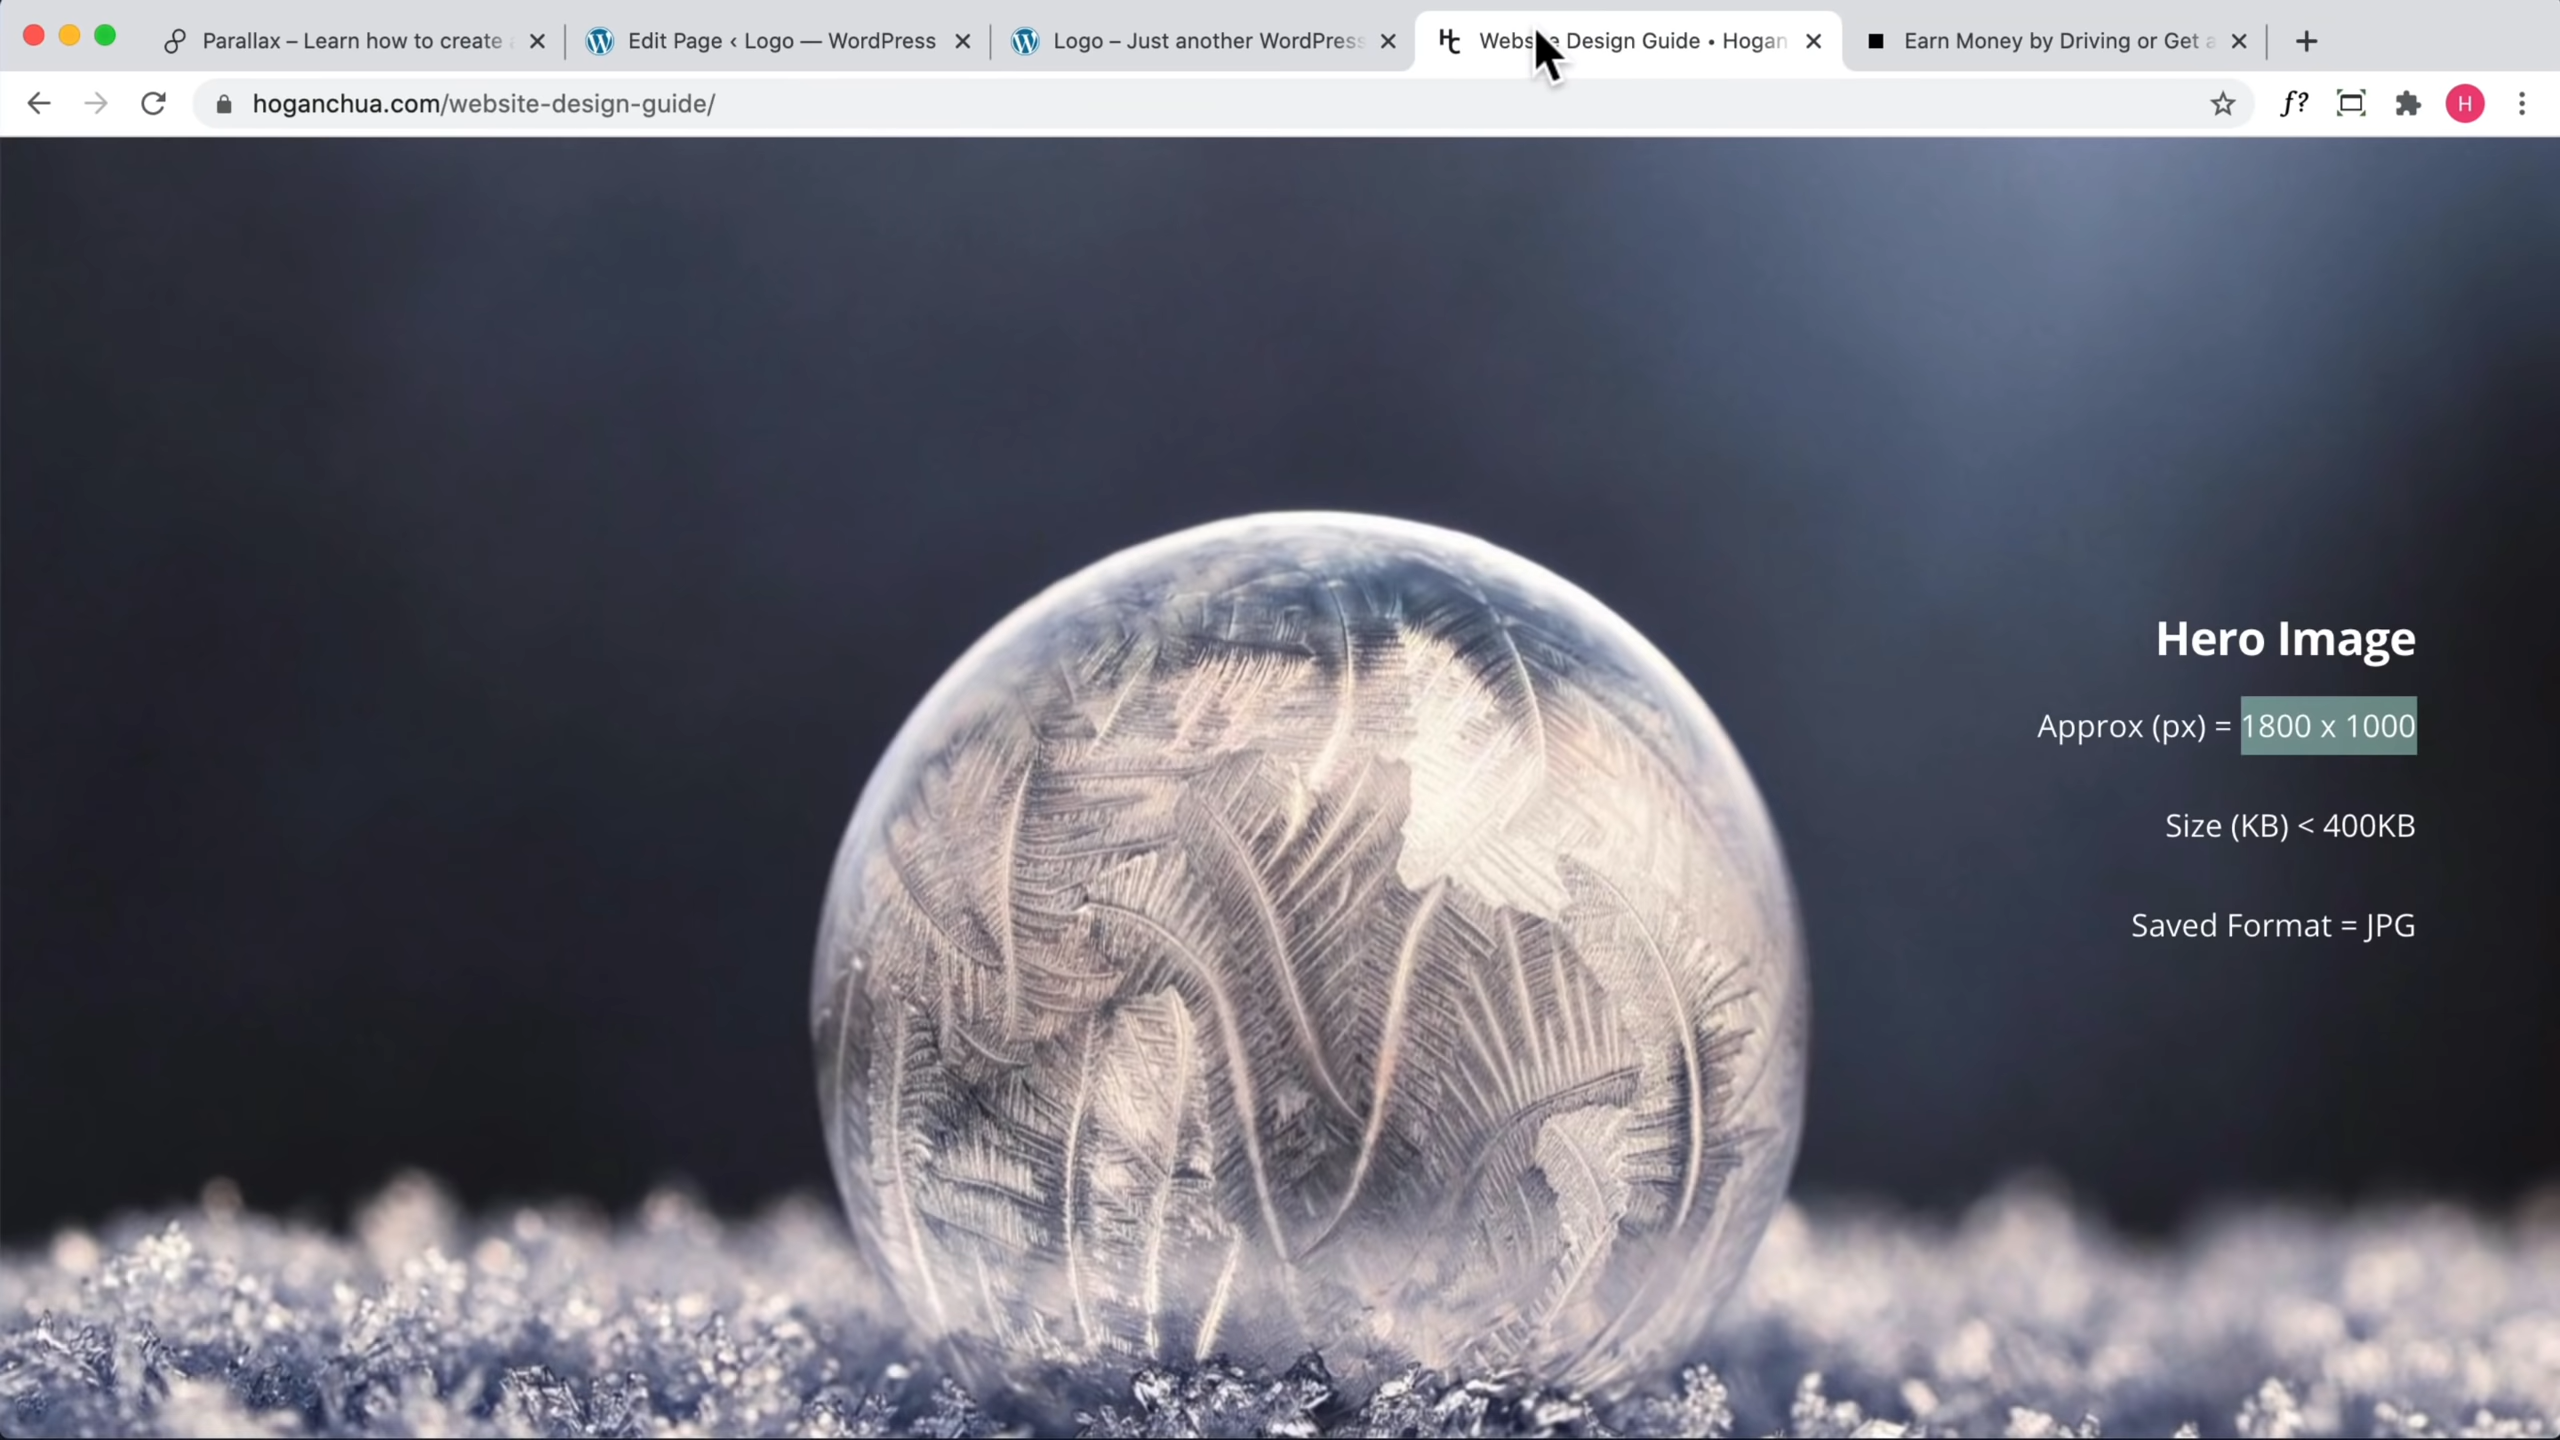 Parallax – Learn how to create
Edit Page ‹ Logo — WordPress
Logo – Just another WordPress
Website Design Guide • Hogan
Earn Money by Driving or Get a
hoganchua.com/website-design-guide/
f?
H
Hero Image
Approx (px) = 1800 x 1000
Size (KB) < 400KB
Saved Format = JPG